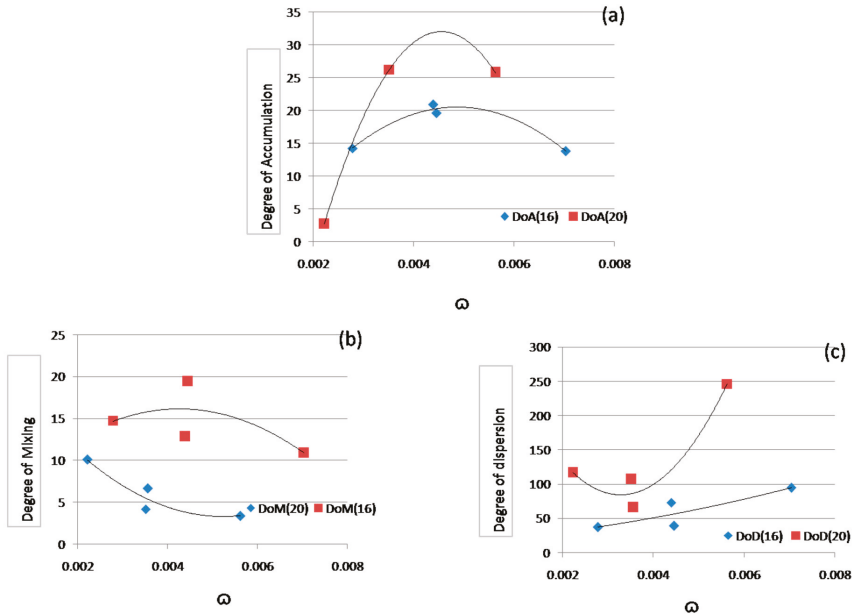 (a)
Degree of Accumulation
35
30
25
20
15
10
5
0
DoA(16) DoA(20)
0.002 0.004 0.006 0.008
ω
(b)
Degree of Mixing
25
20
15
10
5
0
DoM(20) DoM(16)
0.002 0.004 0.006 0.008
ω
(c)
Degree of dispersion
300
250
200
150
100
50
0
DoD(16) DoD(20)
0.002 0.004 0.006 0.008
ω